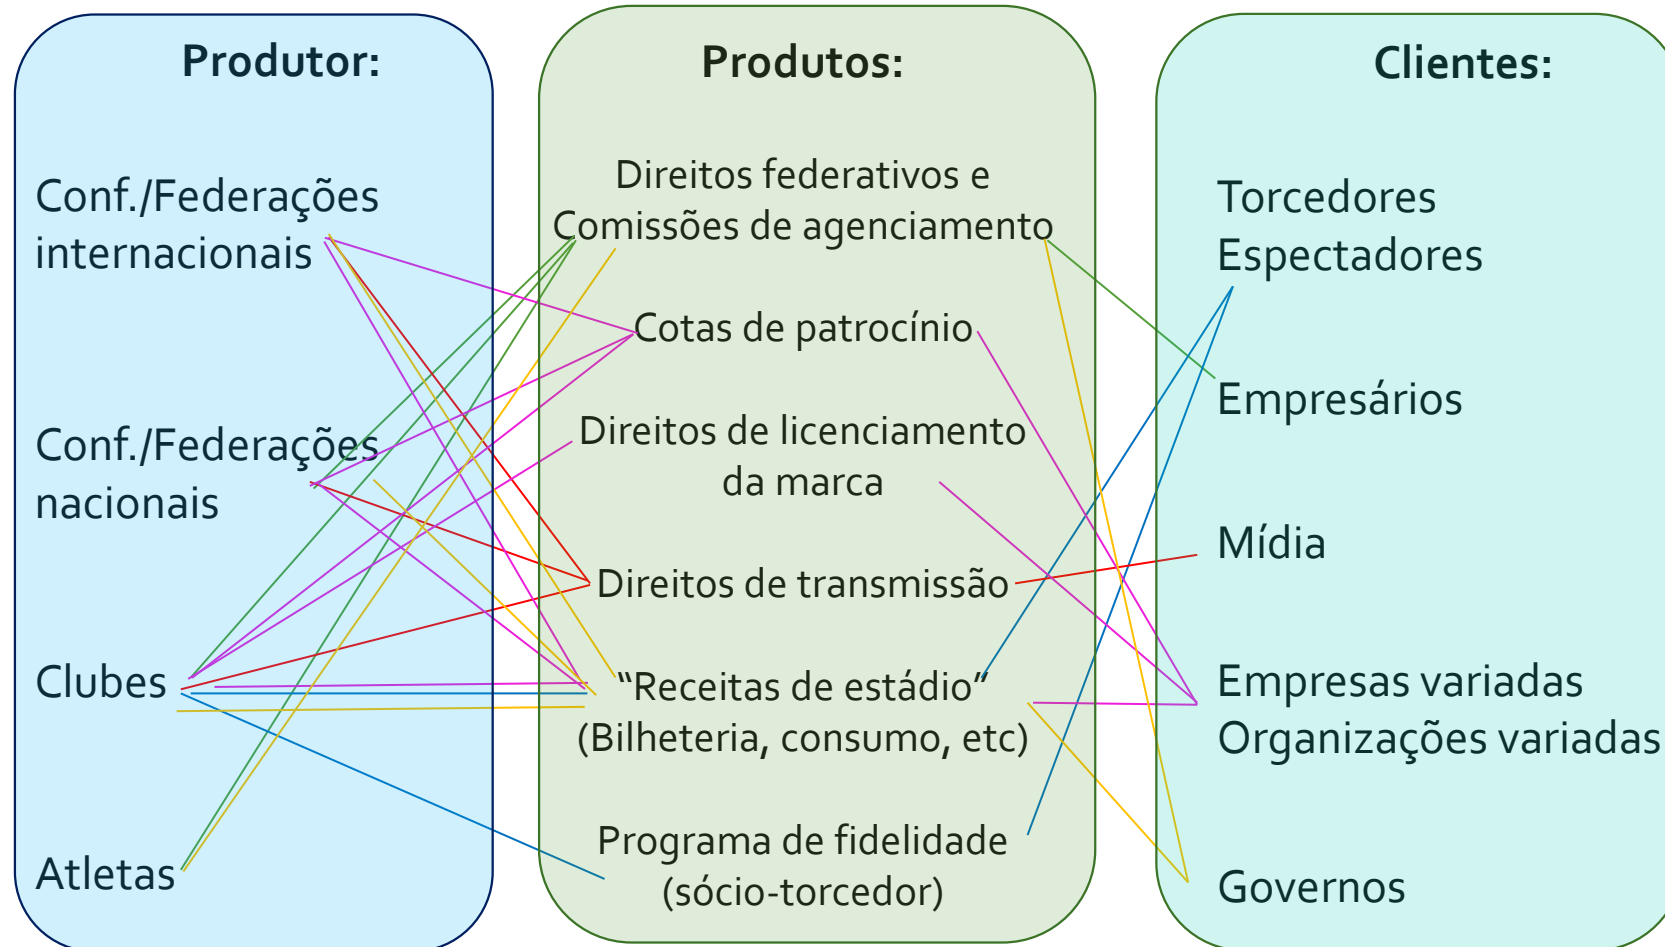 Produtor:
Conf./Federações
internacionais
Conf./Federações
nacionais
Clubes
Atletas
Produtos:
Direitos federativos e
Comissões de agenciamento
Cotas de patrocínio
Direitos de licenciamento
da marca
Direitos de transmissão
“Receitas de estádio”
(Bilheteria, consumo, etc)
Programa de fidelidade
(sócio-torcedor)
Clientes:
Torcedores
Espectadores
Empresários
Mídia
Empresas variadas
Organizações variadas
Governos